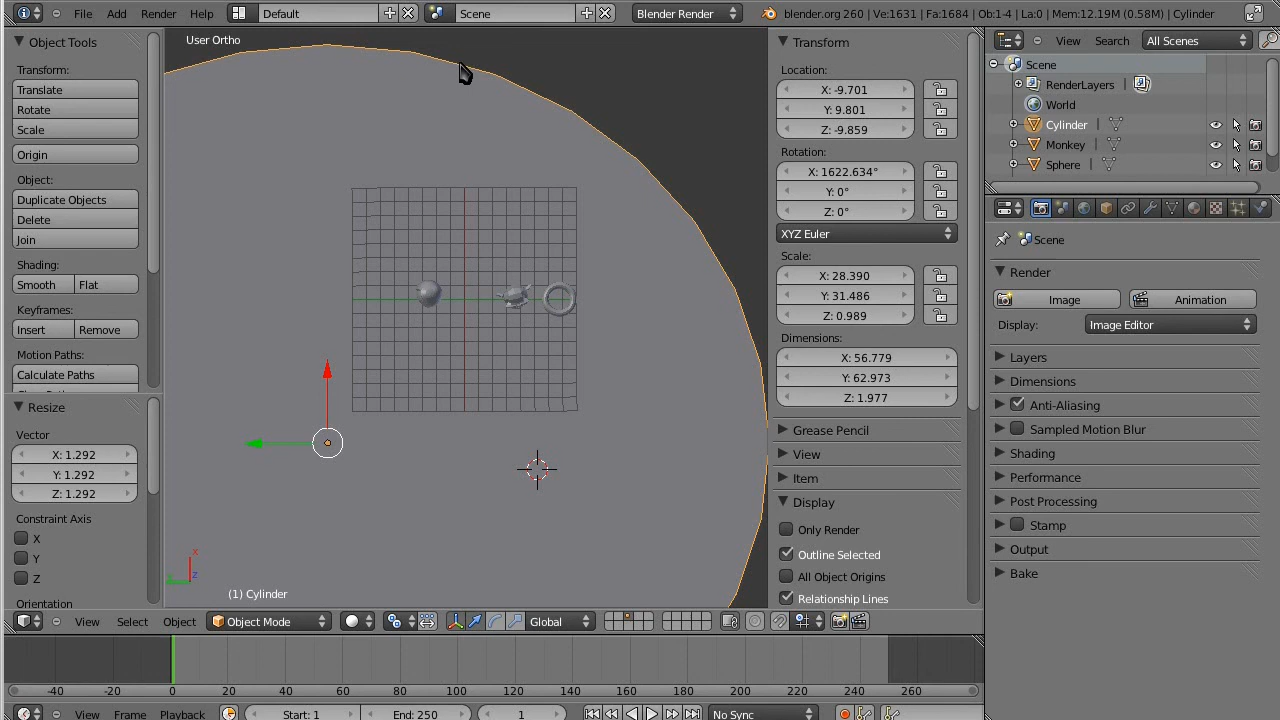 File Add Render Help Default Scene Blender Render blender.org 260 | Ve:1631 | Fa:1684 | Ob:1-4 | La:0 | Mem:12.19M (0.58M) | Cylinder
Object Tools
Transform:
Translate
Rotate
Scale
Origin
Object:
Duplicate Objects
Delete
Join
Shading:
Smooth Flat
Keyframes:
Insert Remove
Motion Paths:
Calculate Paths
Resize
Vector
X: 1.292
Y: 1.292
Z: 1.292
Constraint Axis
X
Y
Z
Orientation
User Ortho
x
z
(1) Cylinder
Transform
Location:
X: -9.701
Y: 9.801
Z: -9.859
Rotation:
X: 1622.634°
Y: 0°
Z: 0°
XYZ Euler
Scale:
X: 28.390
Y: 31.486
Z: 0.989
Dimensions:
X: 56.779
Y: 62.973
Z: 1.977
Grease Pencil
View
Item
Display
Only Render
Outline Selected
All Object Origins
Relationship Lines
View Search All Scenes
Scene
RenderLayers
World
Cylinder
Monkey
Sphere
Scene
Render
Image Animation
Display: Image Editor
Layers
Dimensions
Anti-Aliasing
Sampled Motion Blur
Shading
Performance
Post Processing
Stamp
Output
Bake
View Select Object Object Mode Global
-40 -20 0 20 40 60 80 100 120 140 160 180 200 220 240 260
View Frame Playback Start: 1 End: 250 1 No Sync